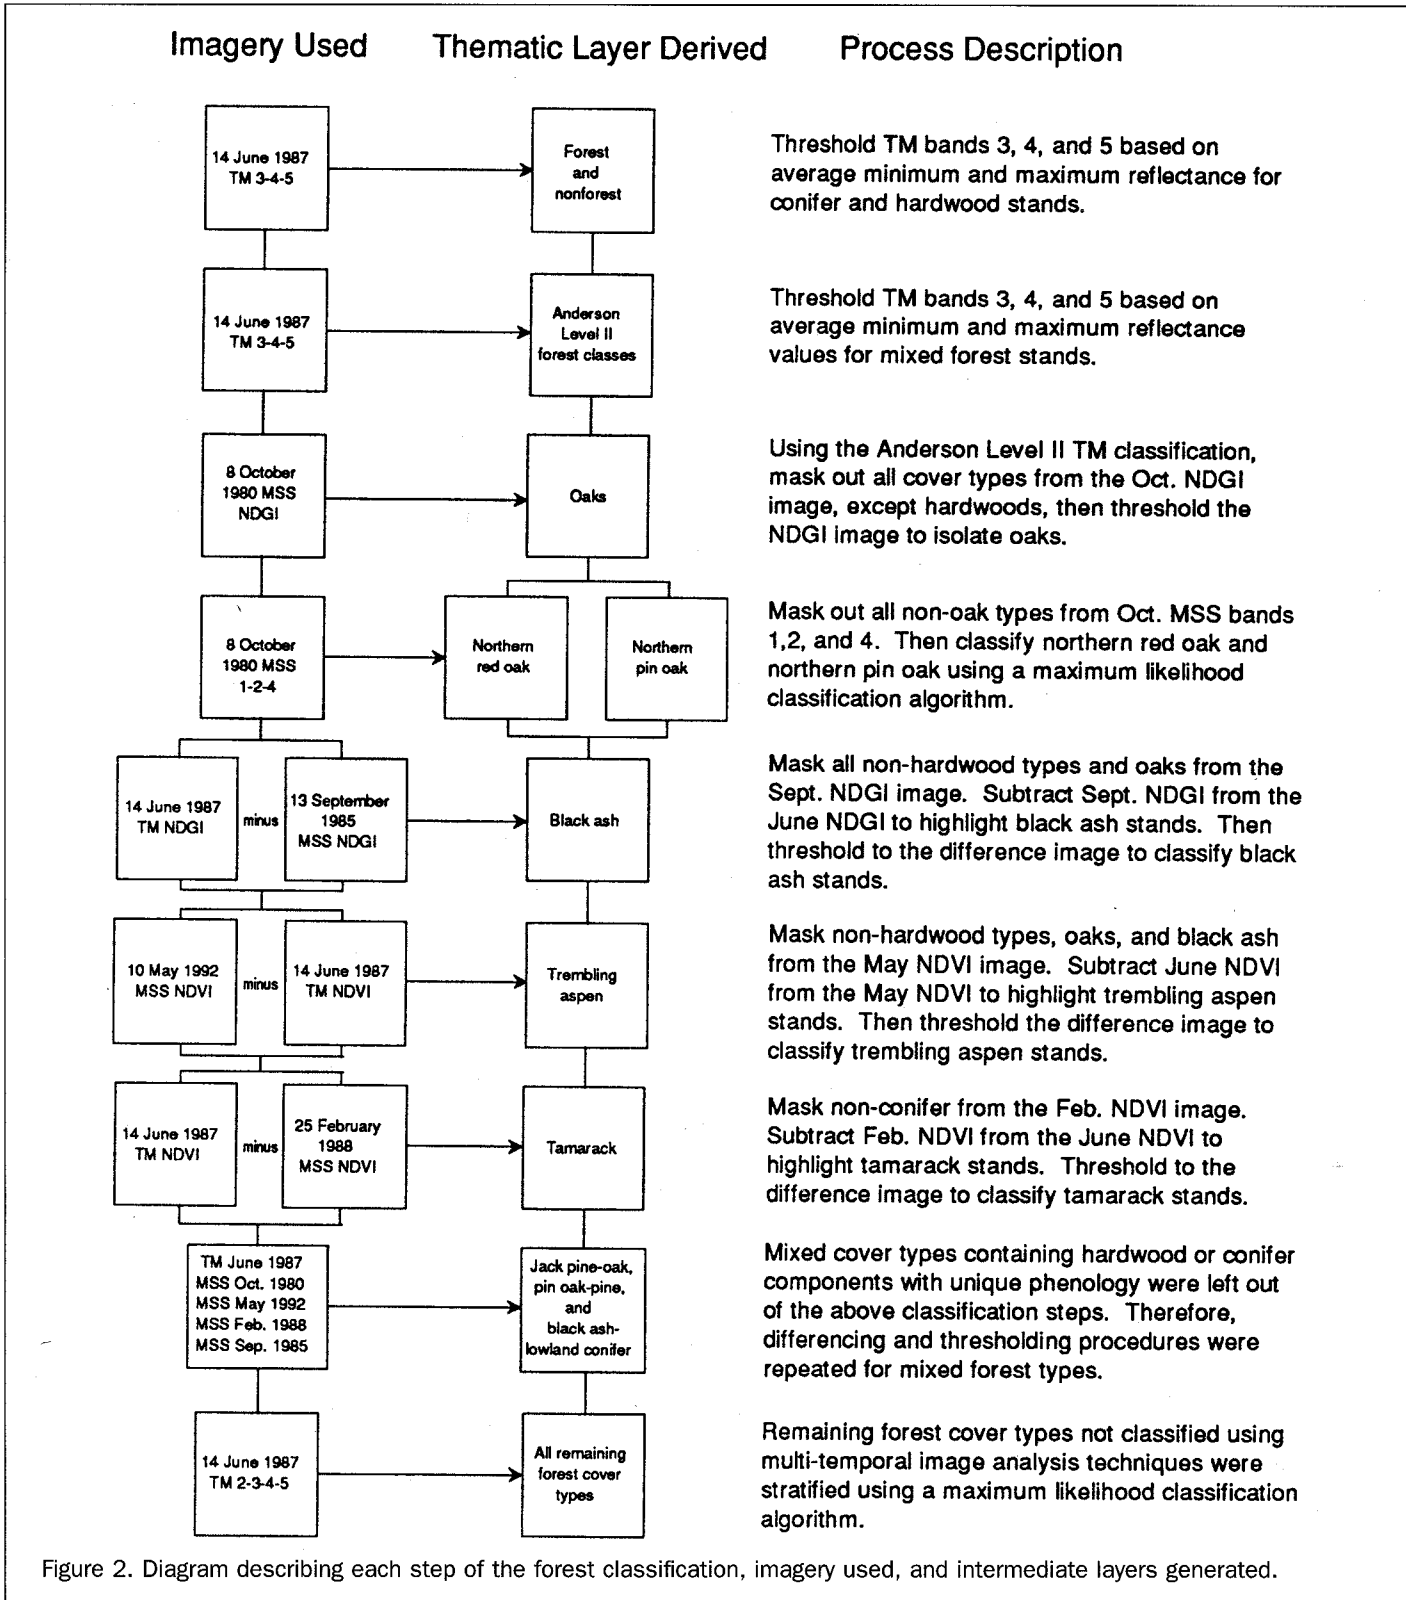 Imagery Used
Thematic Layer Derived
Process Description
14 June 1987
TM 3-4-5
Forest
and
nonforest
Threshold TM bands 3, 4, and 5 based on
average minimum and maximum reflectance for
conifer and hardwood stands.
14 June 1987
TM 3-4-5
Anderson
Level II
forest classes
Threshold TM bands 3, 4, and 5 based on
average minimum and maximum reflectance
values for mixed forest stands.
8 October
1980 MSS
NDGI
Oaks
Using the Anderson Level II TM classification,
mask out all cover types from the Oct. NDGI
image, except hardwoods, then threshold the
NDGI image to isolate oaks.
8 October
1980 MSS
1-2-4
Northern
red oak
Northern
pin oak
Mask out all non-oak types from Oct. MSS bands
1,2, and 4. Then classify northern red oak and
northern pin oak using a maximum likelihood
classification algorithm.
14 June 1987
TM NDGI
minus
13 September
1985
MSS NDGI
Black ash
Mask all non-hardwood types and oaks from the
Sept. NDGI image. Subtract Sept. NDGI from the
June NDGI to highlight black ash stands. Then
threshold to the difference image to classify black
ash stands.
10 May 1992
MSS NDVI
minus
14 June 1987
TM NDVI
Trembling
aspen
Mask non-hardwood types, oaks, and black ash
from the May NDVI image. Subtract June NDVI
from the May NDVI to highlight trembling aspen
stands. Then threshold the difference image to
classify trembling aspen stands.
14 June 1987
TM NDVI
minus
25 February
1988
MSS NDVI
Tamarack
Mask non-conifer from the Feb. NDVI image.
Subtract Feb. NDVI from the June NDVI to
highlight tamarack stands. Threshold to the
difference image to classify tamarack stands.
TM June 1987
MSS Oct. 1980
MSS May 1992
MSS Feb. 1988
MSS Sep. 1985
Jack pine-oak,
pin oak-pine,
and
black ash-
lowland conifer
Mixed cover types containing hardwood or conifer
components with unique phenology were left out
of the above classification steps. Therefore,
differencing and thresholding procedures were
repeated for mixed forest types.
14 June 1987
TM 2-3-4-5
All remaining
forest cover
types
Remaining forest cover types not classified using
multi-temporal image analysis techniques were
stratified using a maximum likelihood classification
algorithm.
Figure 2. Diagram describing each step of the forest classification, imagery used, and intermediate layers generated.